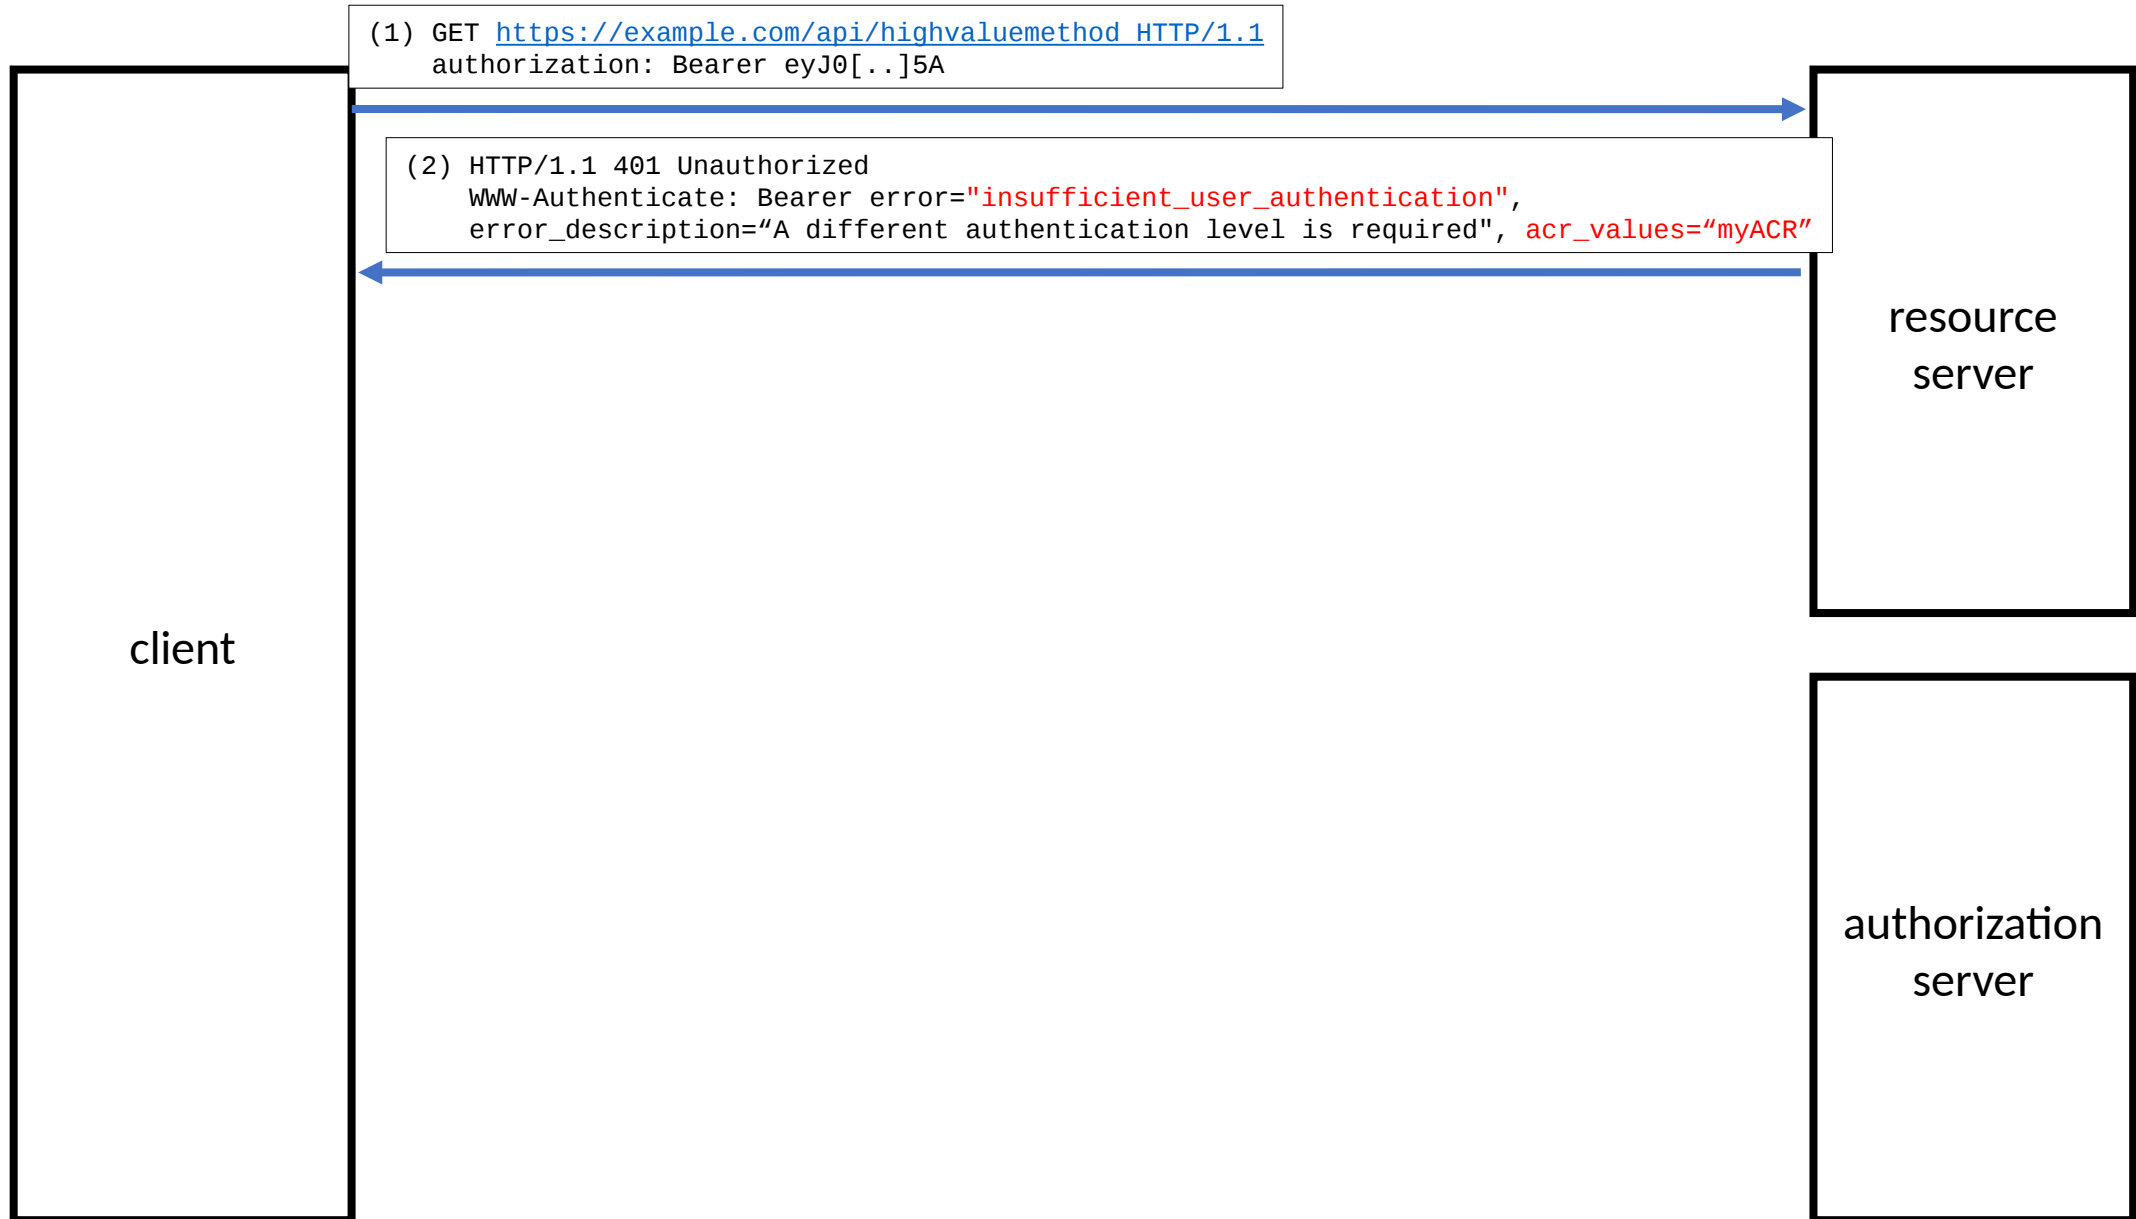 (1) GET https://example.com/api/highvaluemethod HTTP/1.1
authorization: Bearer eyJ0[..]5A
(2) HTTP/1.1 401 Unauthorized
WWW-Authenticate: Bearer error="insufficient_user_authentication",
error_description=“A different authentication level is required", acr_values=“myACR”
resource
server
client
authorization
server